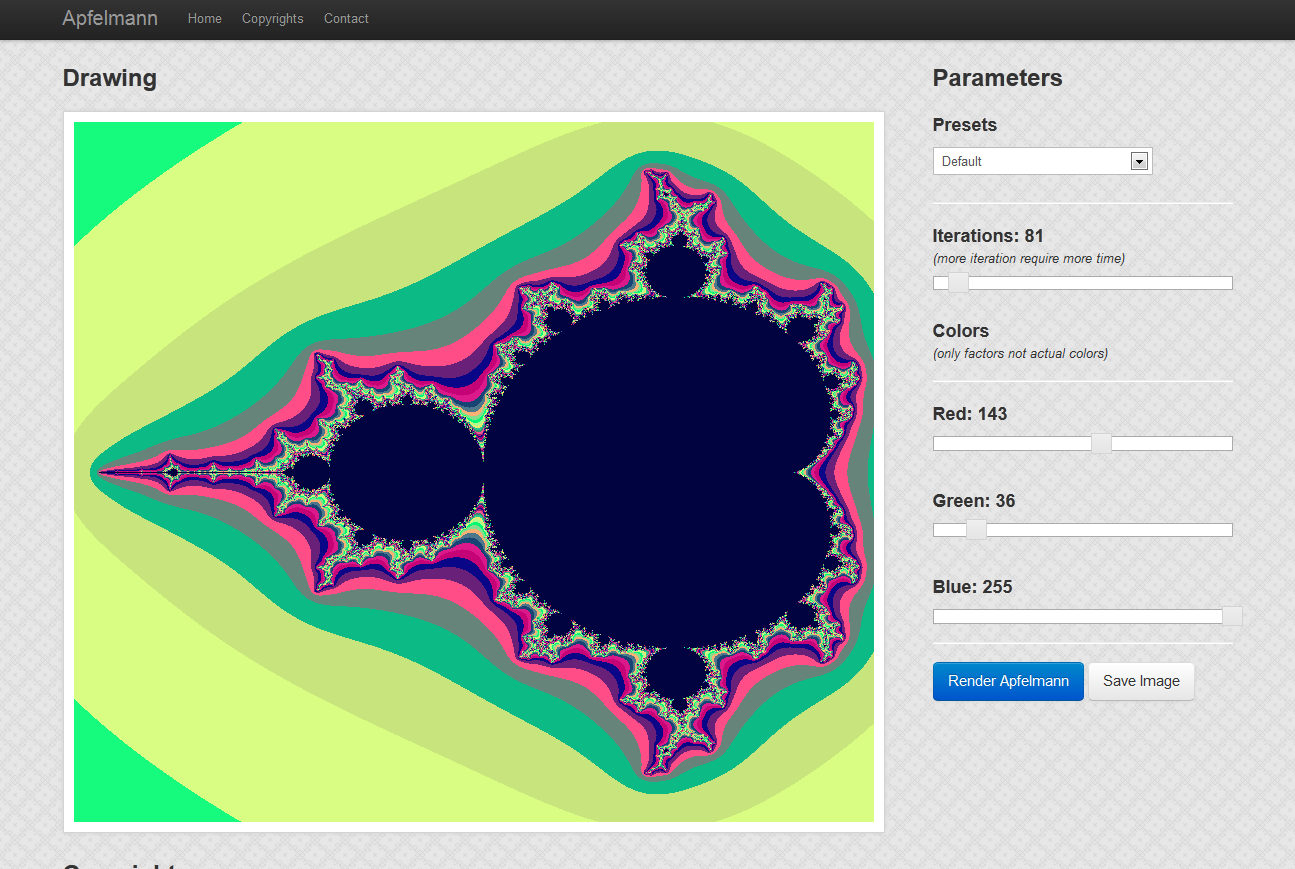 Apfelmann Home Copyrights Contact
Drawing
Parameters
Presets
Default
Iterations: 81
(more iteration require more time)
Colors
(only factors not actual colors)
Red: 143
Green: 36
Blue: 255
Render Apfelmann Save Image